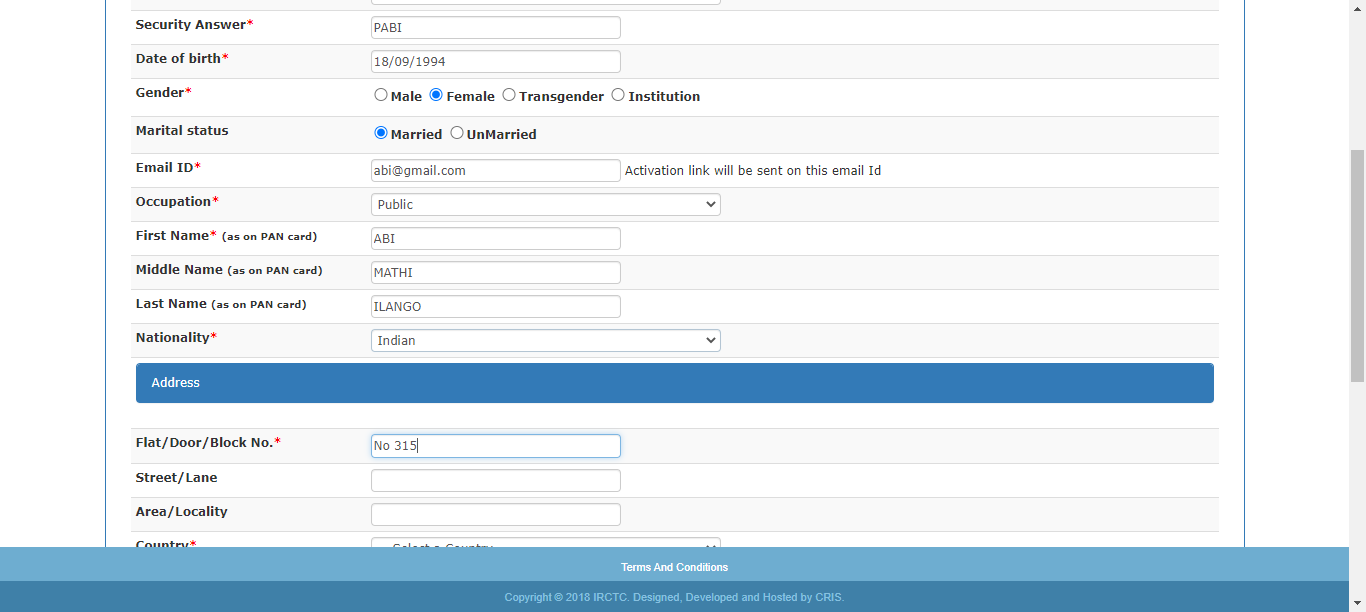 Security Answer* PABI
Date of birth* 18/09/1994
Gender* Male Female Transgender Institution
Marital status Married UnMarried
Email ID* abi@gmail.com Activation link will be sent on this email Id
Occupation* Public
First Name* (as on PAN card) ABI
Middle Name (as on PAN card) MATHI
Last Name (as on PAN card) ILANGO
Nationality* Indian
Address
Flat/Door/Block No.* No 315
Street/Lane
Area/Locality
Country* Select a Country
Terms And Conditions
Copyright © 2018 IRCTC. Designed, Developed and Hosted by CRIS.